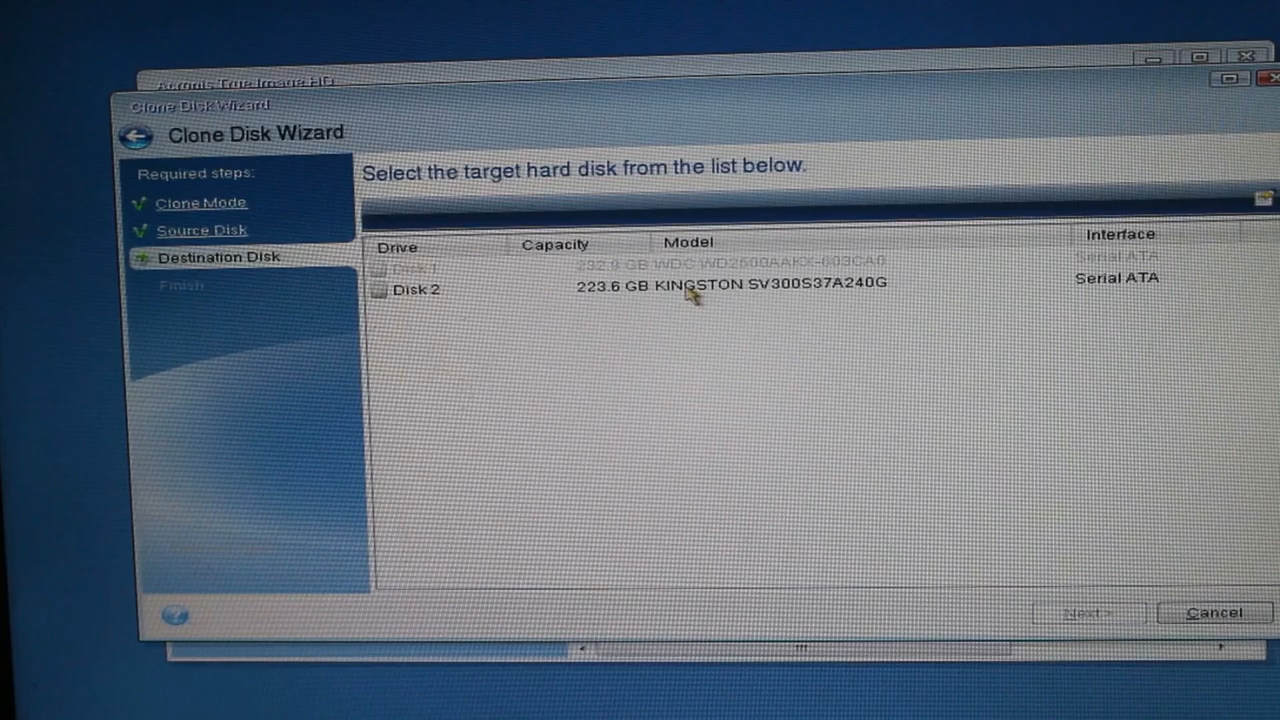 Acronis True Image HD
Clone Disk Wizard
Clone Disk Wizard
Required steps:
Clone Mode
Source Disk
Destination Disk
Finish
Select the target hard disk from the list below.
Drive Capacity Model Interface
Disk 1 232.9 GB WDC WD2500AAKX-603CA0 Serial ATA
Disk 2 223.6 GB KINGSTON SV300S37A240G Serial ATA
Next >
Cancel